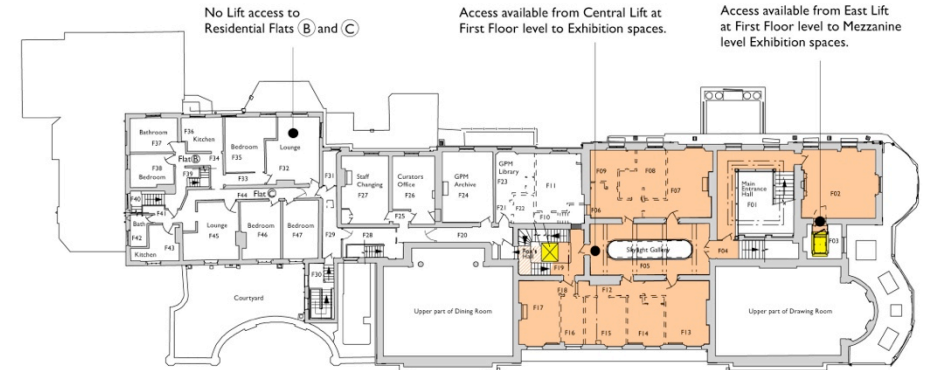 No Lift access to
Residential Flats (B) and (C)
Access available from Central Lift at
First Floor level to Exhibition spaces.
Access available from East Lift
at First Floor level to Mezzanine
level Exhibition spaces.
Bathroom
F37
F36
Kitchen
F34
Bedroom
F35
Lounge
F32
F38
Bedroom
Flat B
F39
F33
F31
F40
F41
F44
Flat C
Bath
F42
F43
Kitchen
Lounge
F45
Bedroom
F46
Bedroom
F47
F29
F30
Courtyard
Staff
Changing
F27
Curators
Office
F26
F25
F28
GPM
Archive
F24
F20
GPM
Library
F23
F21
F22
F11
F10
Fox's
Hall
F19
F18
Upper part of Dining Room
F09
F08
F07
F06
Skylight Gallery
F05
F04
F12
F17
F16
F15
F14
F13
Main
Entrance
Hall
F01
F02
F03
Upper part of Drawing Room